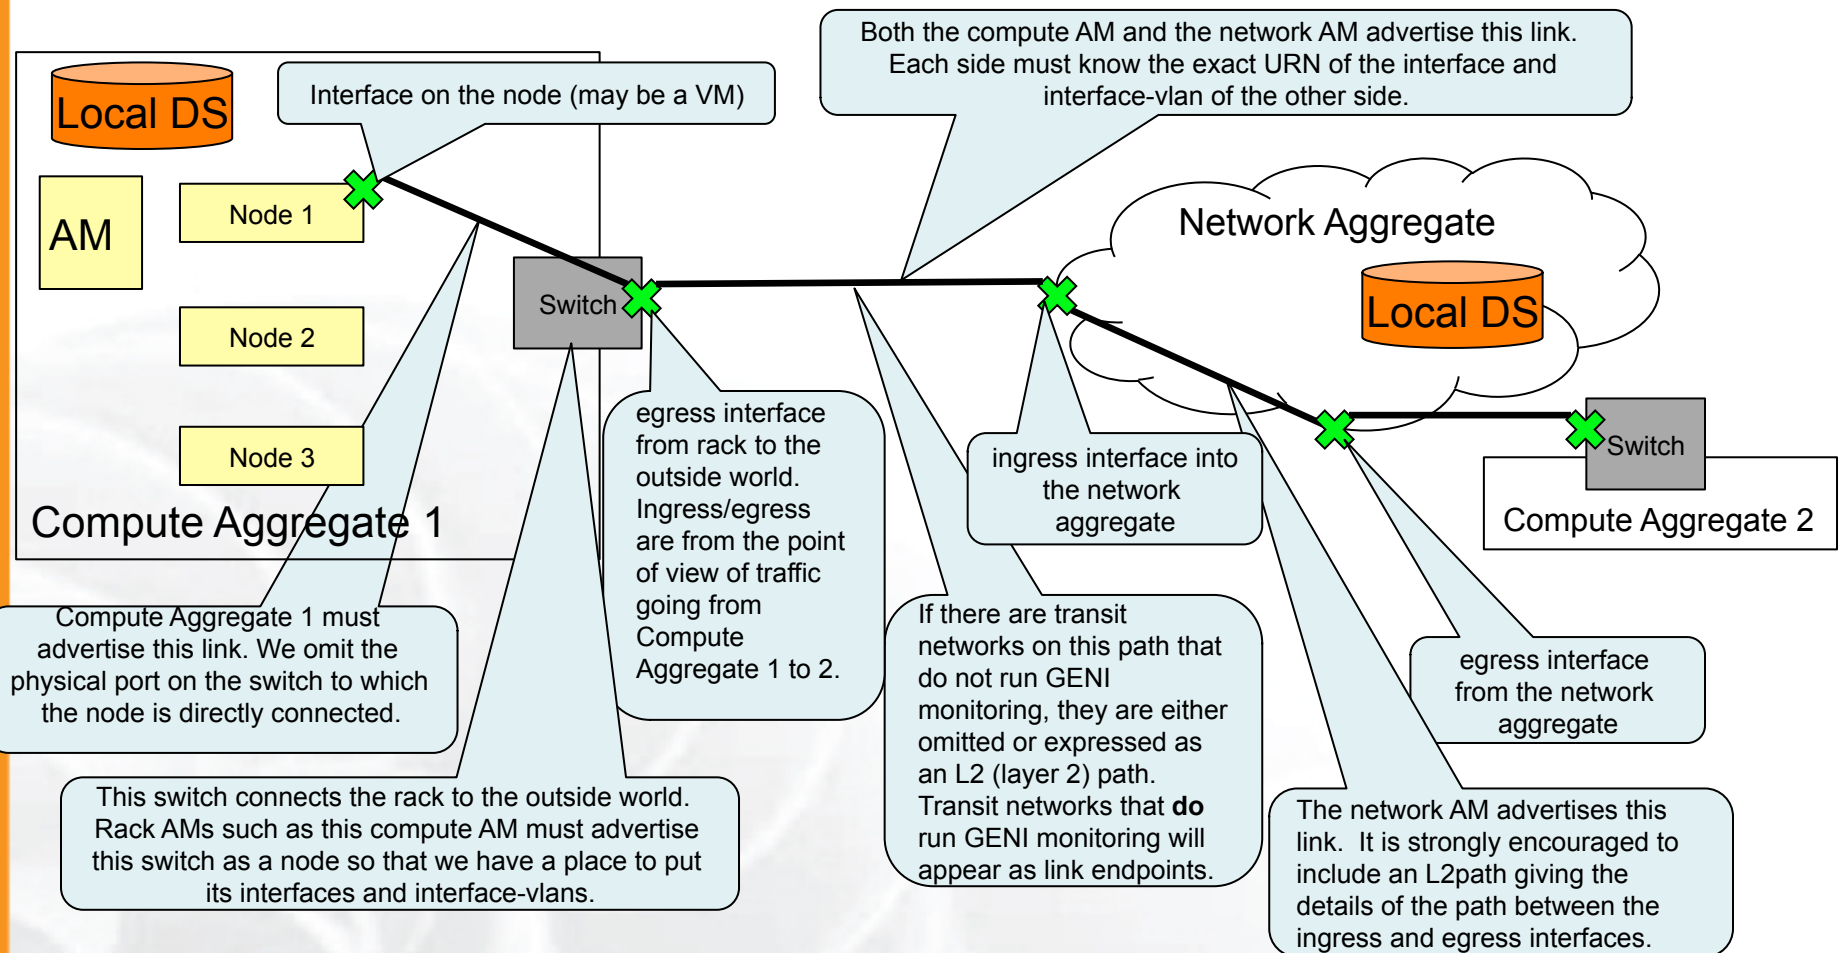 Both the compute AM and the network AM advertise this link.
Each side must know the exact URN of the interface and
interface-vlan of the other side.
Local DS
Interface on the node (may be a VM)
AM
Node 1
Node 2
Node 3
Switch
Compute Aggregate 1
Network Aggregate
Local DS
Switch
Compute Aggregate 2
egress interface
from rack to the
outside world.
Ingress/egress
are from the point
of view of traffic
going from
Compute
Aggregate 1 to 2.
ingress interface into
the network
aggregate
Compute Aggregate 1 must
advertise this link. We omit the
physical port on the switch to which
the node is directly connected.
If there are transit
networks on this path that
do not run GENI
monitoring, they are either
omitted or expressed as
an L2 (layer 2) path.
Transit networks that do
run GENI monitoring will
appear as link endpoints.
egress interface
from the network
aggregate
This switch connects the rack to the outside world.
Rack AMs such as this compute AM must advertise
this switch as a node so that we have a place to put
its interfaces and interface-vlans.
The network AM advertises this
link.  It is strongly encouraged to
include an L2path giving the
details of the path between the
ingress and egress interfaces.